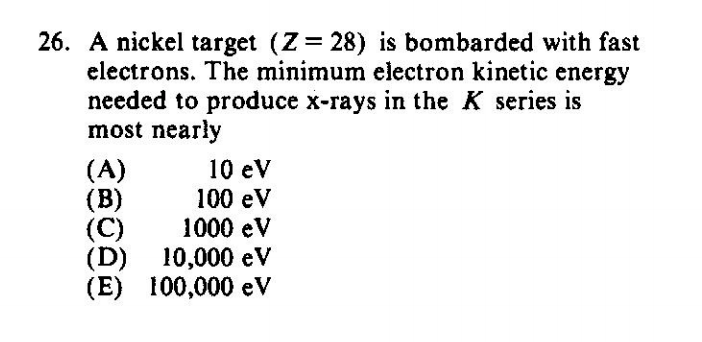 26. A nickel target (Z = 28) is bombarded with fast
electrons. The minimum electron kinetic energy
needed to produce x-rays in the K series is
most nearly
(A) 10 eV
(B) 100 eV
(C) 1000 eV
(D) 10,000 eV
(E) 100,000 eV